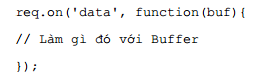 req.on('data', function(buf){
// Làm gì đó với Buffer
});